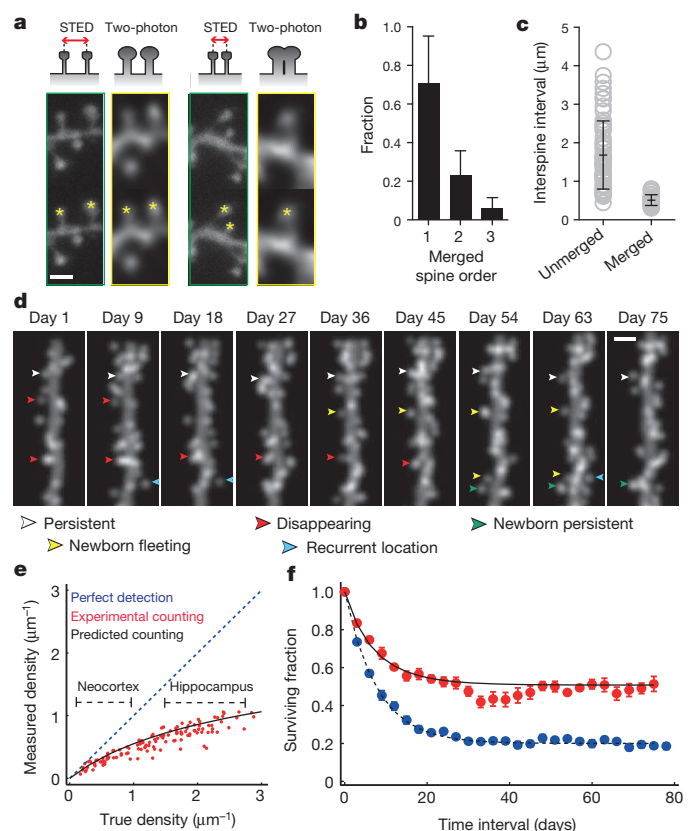 a
STED Two-photon STED Two-photon
b
Fraction
1.0
0.8
0.6
0.4
0.2
0
1 2 3
Merged
spine order
c
Interspine interval (μm)
5
4
3
2
1
0
Unmerged
Merged
d
Day 1 Day 9 Day 18 Day 27 Day 36 Day 45 Day 54 Day 63 Day 75
Persistent Disappearing Newborn persistent
Newborn fleeting Recurrent location
e
Measured density (μm⁻¹)
3
2
1
0
Perfect detection
Experimental counting
Predicted counting
Neocortex Hippocampus
0 1 2 3
True density (μm⁻¹)
f
Surviving fraction
1.0
0.8
0.6
0.4
0.2
0
0 20 40 60 80
Time interval (days)